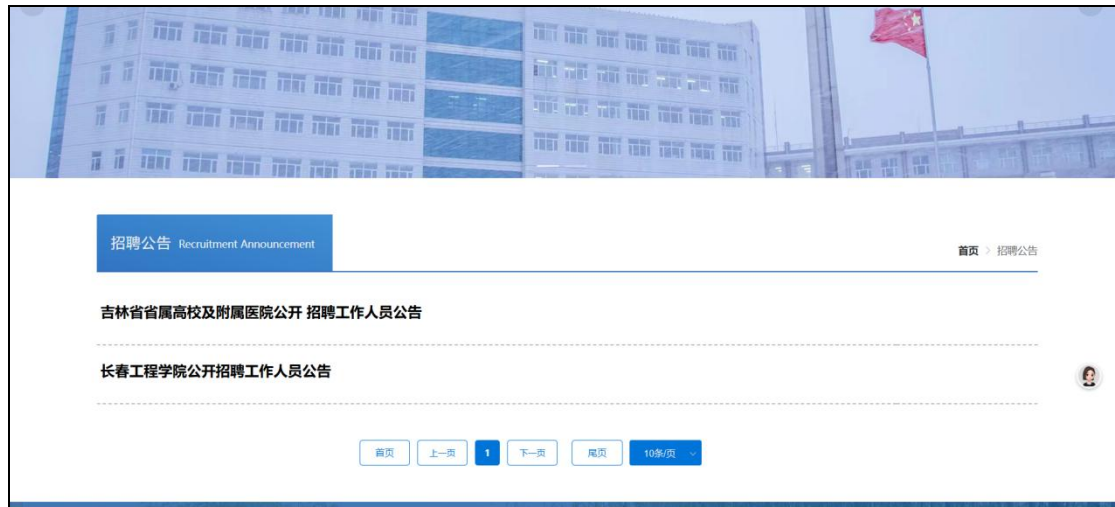 招聘公告 Recruitment Announcement
首页 > 招聘公告
吉林省省属高校及附属医院公开 招聘工作人员公告
长春工程学院公开招聘工作人员公告
首页 上一页 1 下一页 尾页 10条/页